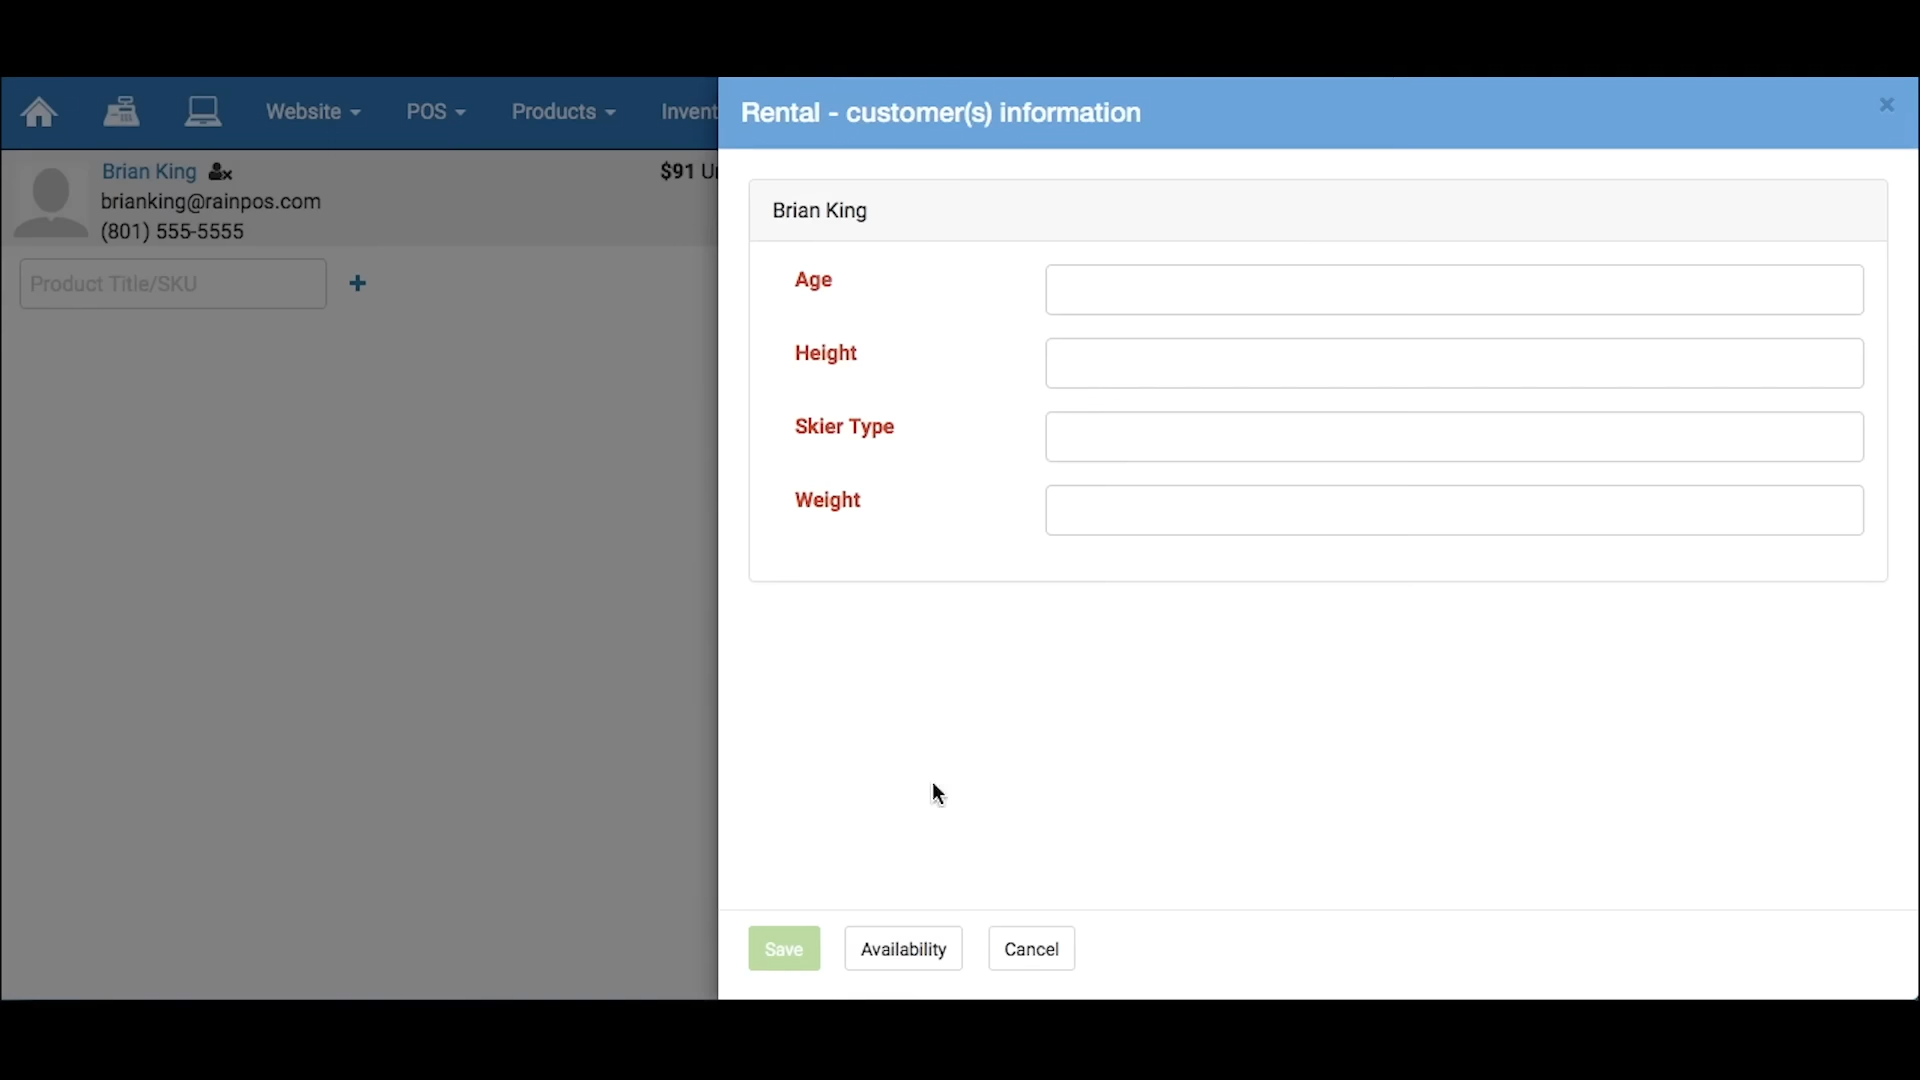 Website POS Products Invent
Brian King
brianking@rainpos.com
(801) 555-5555
$91
Product Title/SKU
Rental - customer(s) information
Brian King
Age
Height
Skier Type
Weight
Save Availability Cancel